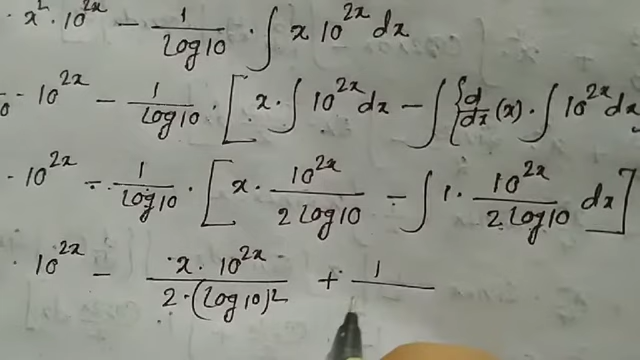 x² · 10^2x − 1/log10 · ∫ x 10^2x dx
· 10^2x − 1/log10 · [ x · ∫ 10^2x dx − ∫ { d/dx (x) · ∫ 10^2x dx
· 10^2x − 1/log10 · [ x · 10^2x/2 log10 − ∫ 1 · 10^2x/2 log10 dx ]
10^2x − x · 10^2x/2·(log10)² + 1/